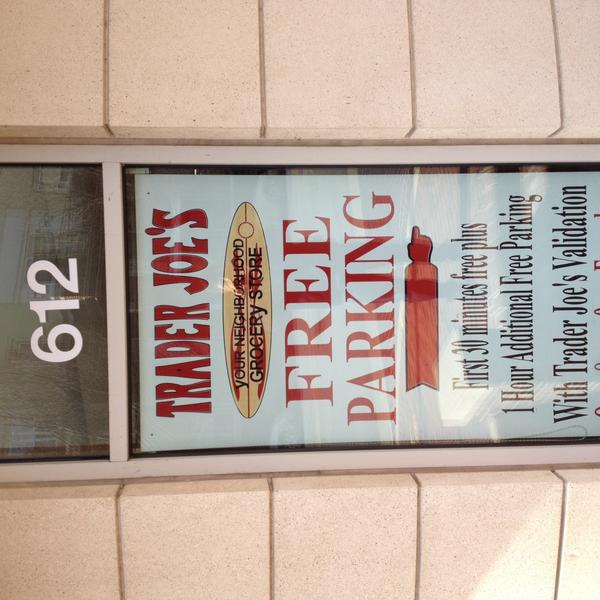 612
TRADER JOE'S
YOUR NEIGHBORHOOD
GROCERY STORE
FREE
PARKING
First 30 minutes free plus
1 Hour Additional Free Parking
With Trader Joe's Validation